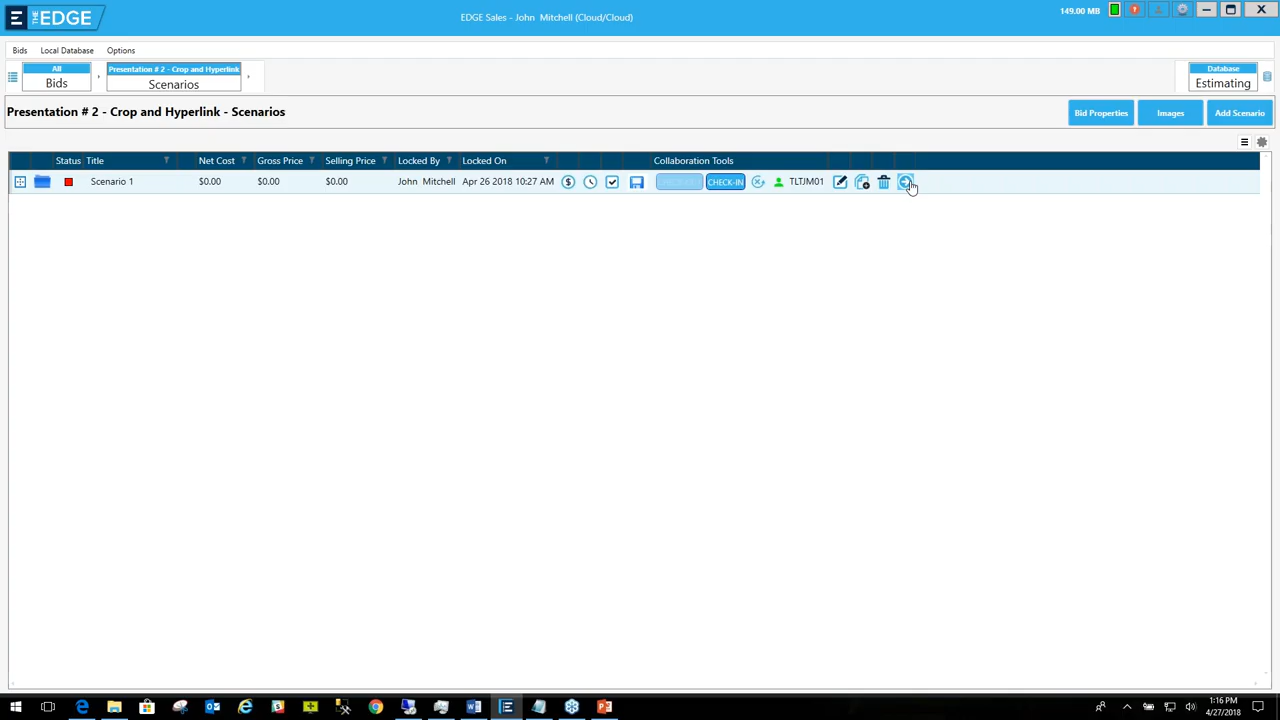 THE EDGE
EDGE Sales - John Mitchell (Cloud/Cloud)
149.00 MB
Bids Local Database Options
All
Bids
Presentation # 2 - Crop and Hyperlink
Scenarios
Database
Estimating
Presentation # 2 - Crop and Hyperlink - Scenarios
Bid Properties Images Add Scenario
Status Title Net Cost Gross Price Selling Price Locked By Locked On Collaboration Tools
Scenario 1 $0.00 $0.00 $0.00 John Mitchell Apr 26 2018 10:27 AM CHECK-IN TLTJM01
1:16 PM
4/27/2018